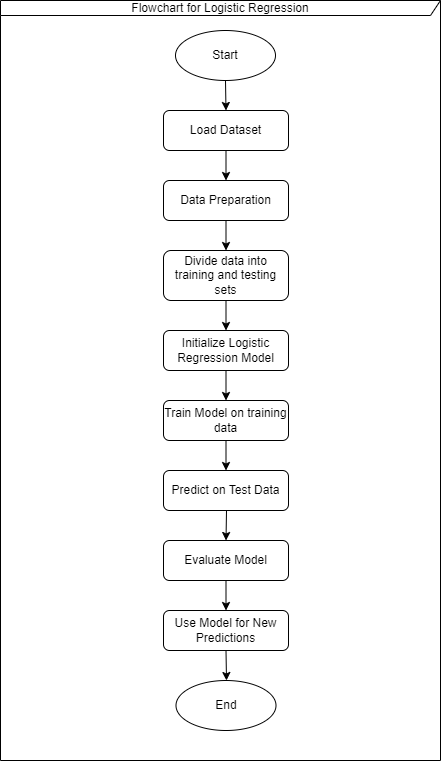 Flowchart for Logistic Regression
Start
Load Dataset
Data Preparation
Divide data into
training and testing
sets
Initialize Logistic
Regression Model
Train Model on training
data
Predict on Test Data
Evaluate Model
Use Model for New
Predictions
End